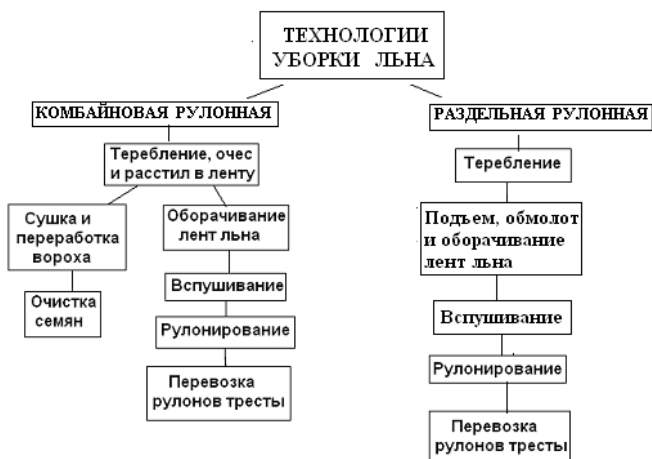 ТЕХНОЛОГИИ
УБОРКИ ЛЬНА
КОМБАЙНОВАЯ РУЛОННАЯ
Теребление, очес
и расстил в ленту
Сушка и
переработка
вороха
Очистка
семян
Оборачивание
лент льна
Вспушивание
Рулонирование
Перевозка
рулонов тресты
РАЗДЕЛЬНАЯ РУЛОННАЯ
Теребление
Подъем, обмолот
и оборачивание
лент льна
Вспушивание
Рулонирование
Перевозка
рулонов тресты